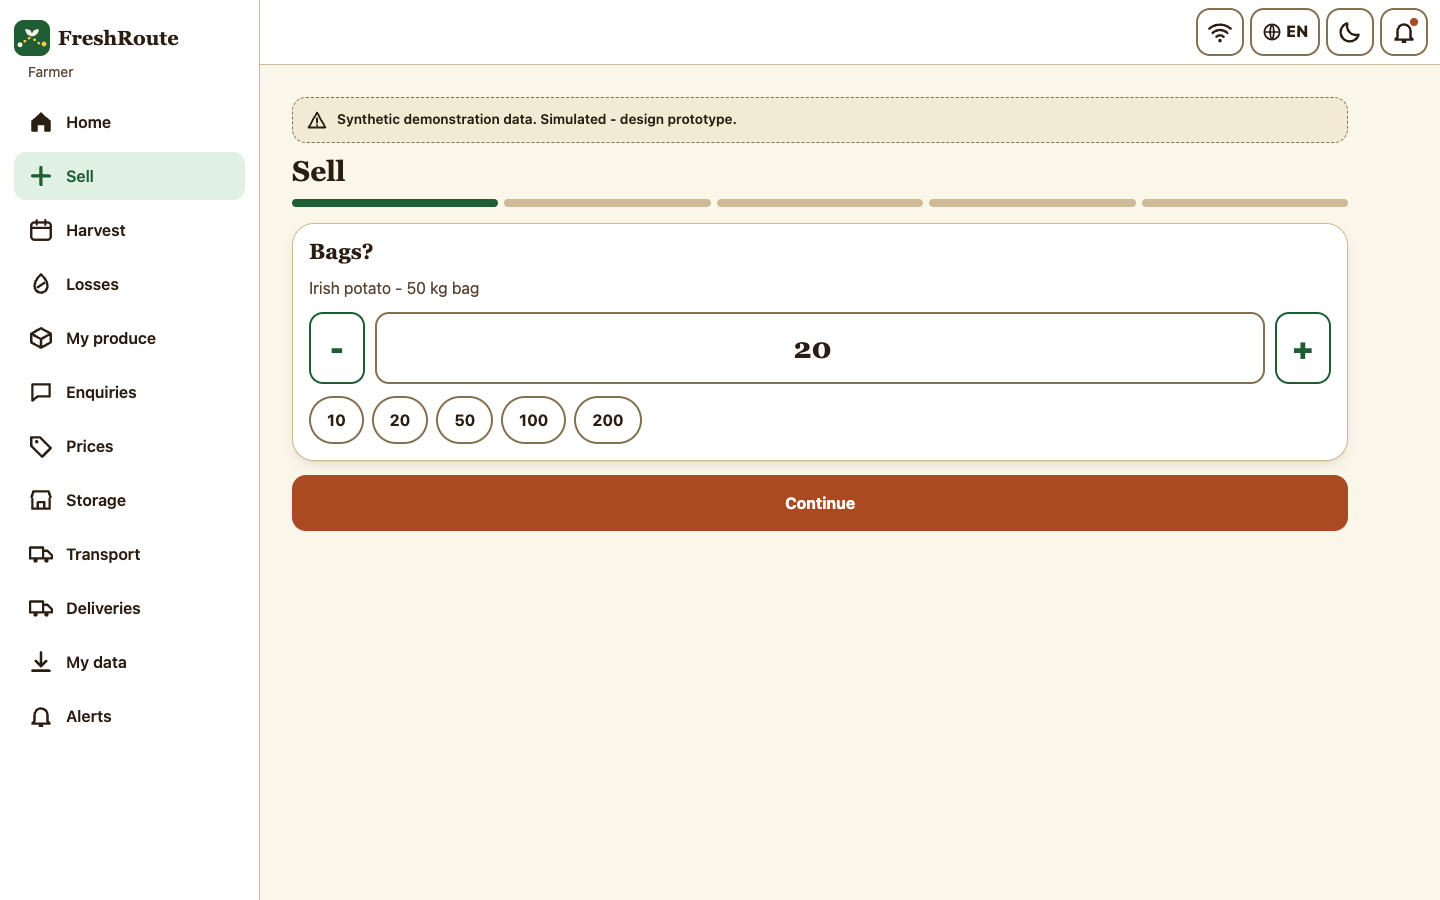 FreshRoute
Farmer
Home
Sell
Harvest
Losses
My produce
Enquiries
Prices
Storage
Transport
Deliveries
My data
Alerts
EN
Synthetic demonstration data. Simulated - design prototype.
Sell
Bags?
Irish potato - 50 kg bag
- 20 +
10 20 50 100 200
Continue